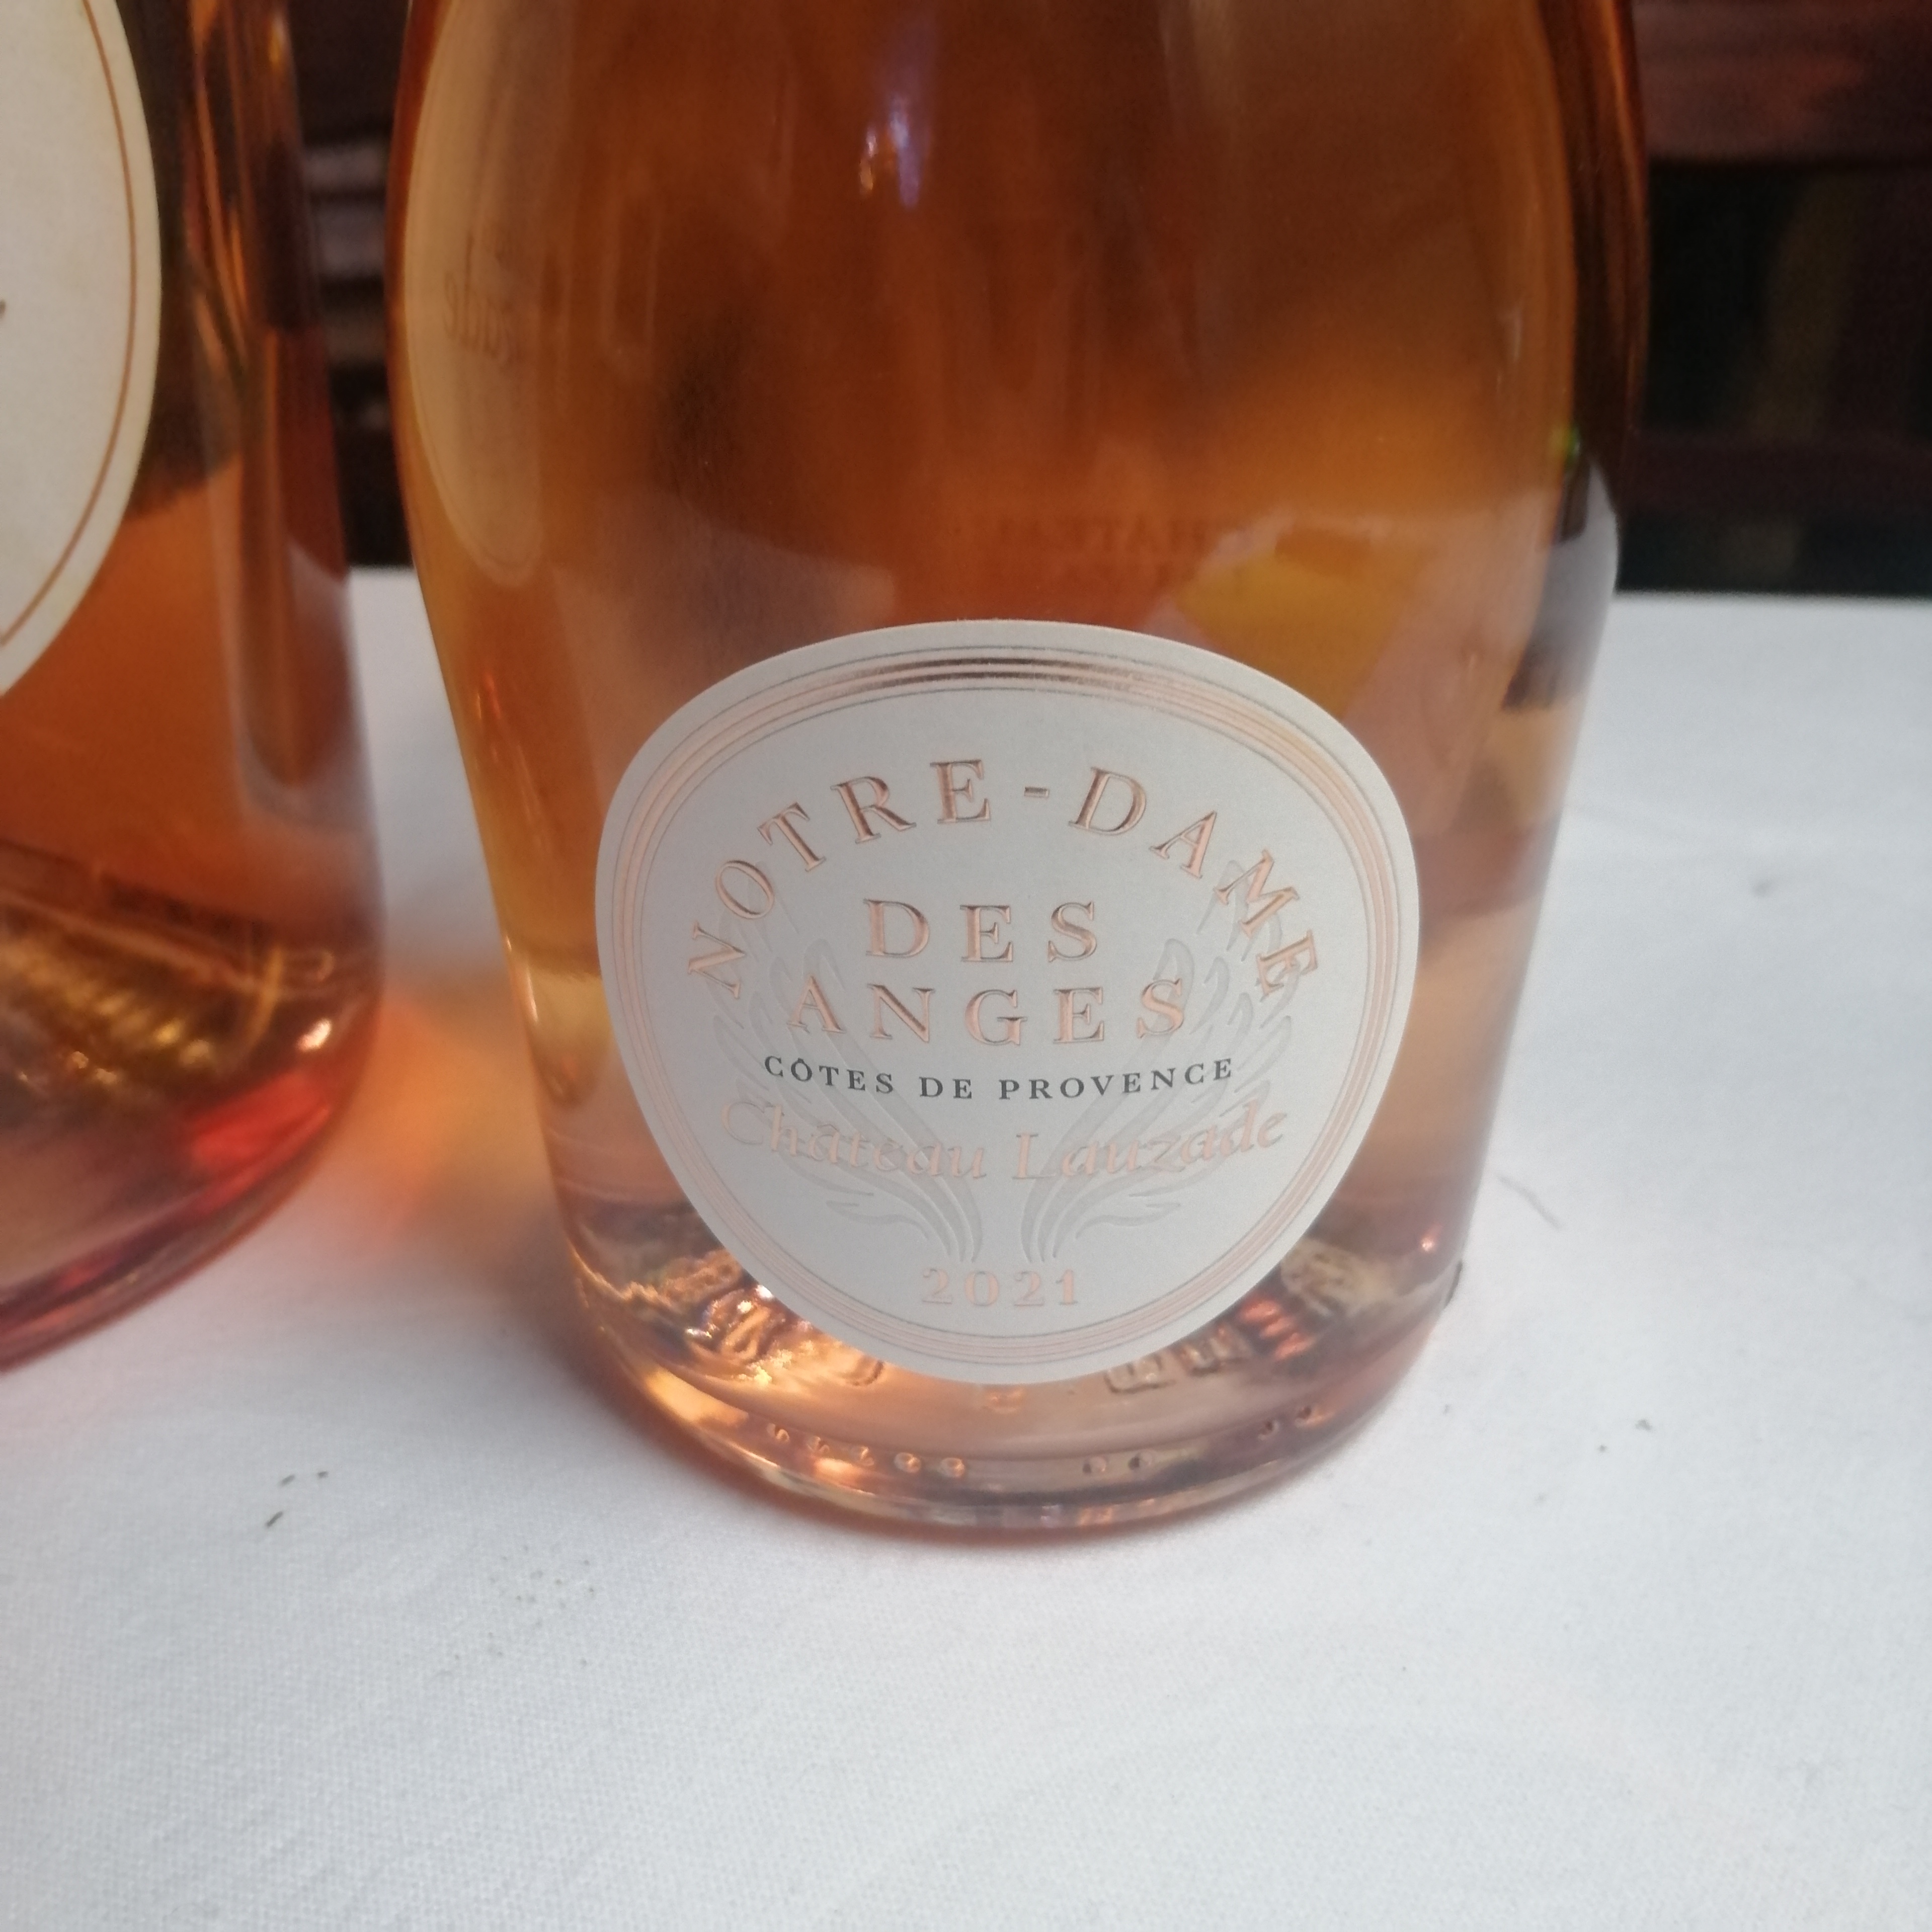 NOTRE-DAME
DES
ANGES
CÔTES DE PROVENCE
Château Lauzade
2021